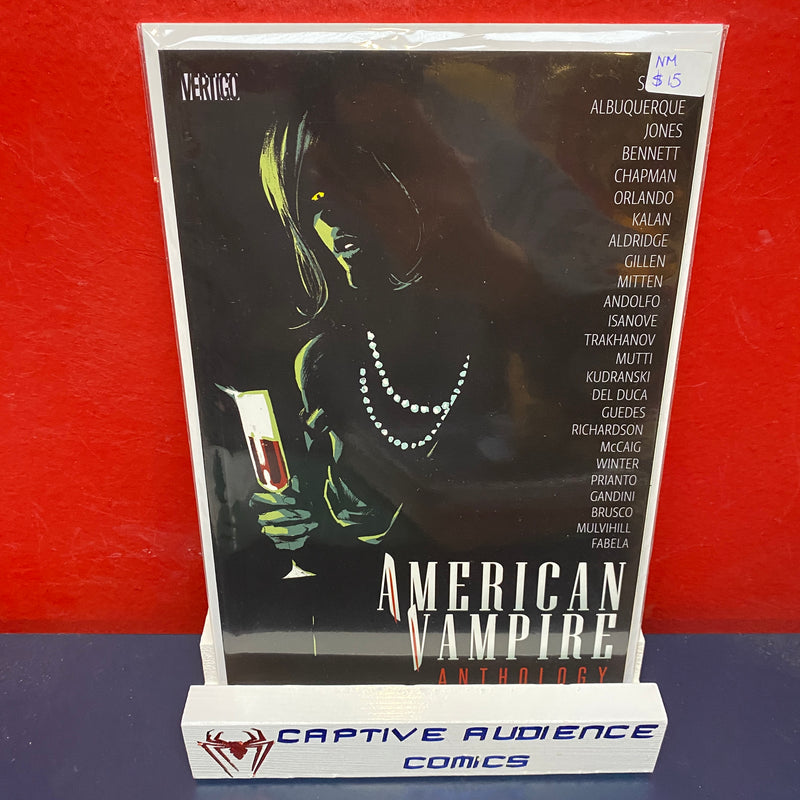 VERTIGO
NM
$15
ALBUQUERQUE
JONES
BENNETT
CHAPMAN
ORLANDO
KALAN
ALDRIDGE
GILLEN
MITTEN
ANDOLFO
ISANOVE
TRAKHANOV
MUTTI
KUDRANSKI
DEL DUCA
GUEDES
RICHARDSON
McCAIG
WINTER
PRIANTO
GANDINI
BRUSCO
MULVIHILL
FABELA
AMERICAN
VAMPIRE
ANTHOLOGY
CAPTIVE AUDIENCE
COMICS